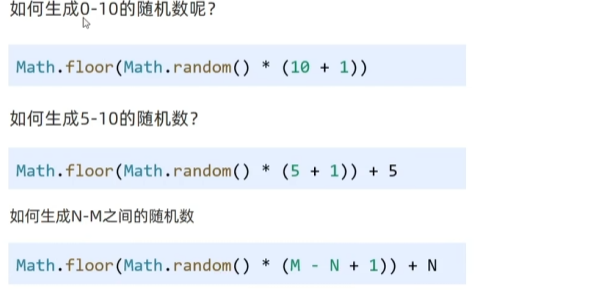 如何生成0-10的随机数呢？
Math.floor(Math.random() * (10 + 1))
如何生成5-10的随机数？
Math.floor(Math.random() * (5 + 1)) + 5
如何生成N-M之间的随机数
Math.floor(Math.random() * (M - N + 1)) + N